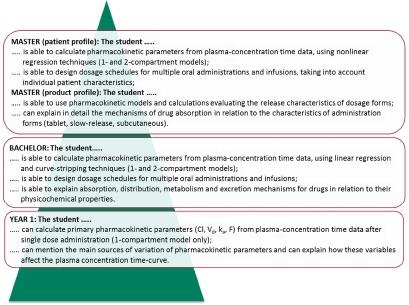 MASTER (patient profile): The student .....
..... is able to calculate pharmacokinetic parameters from plasma-concentration time data, using nonlinear
regression techniques (1- and 2-compartment models);
..... is able to design dosage schedules for multiple oral administrations and infusions, taking into account
individual patient characteristics;
MASTER (product profile): The student .....
..... is able to use pharmacokinetic models and calculations evaluating the release characteristics of dosage forms;
..... can explain in detail the mechanisms of drug absorption in relation to the characteristics of administration
forms (tablet, slow-release, subcutaneous).
BACHELOR: The student.....
..... is able to calculate pharmacokinetic parameters from plasma-concentration time data, using linear regression
and curve-stripping techniques (1- and 2-compartment models);
..... is able to design dosage schedules for multiple oral administrations and infusions;
..... is able to explain absorption, distribution, metabolism and excretion mechanisms for drugs in relation to their
physicochemical properties.
YEAR 1: The student .....
..... can calculate primary pharmacokinetic parameters (Cl, Vd, ka, F) from plasma-concentration time data after
single dose administration (1-compartment model only);
..... can mention the main sources of variation of pharmacokinetic parameters and can explain how these variables
affect the plasma concentration time-curve.